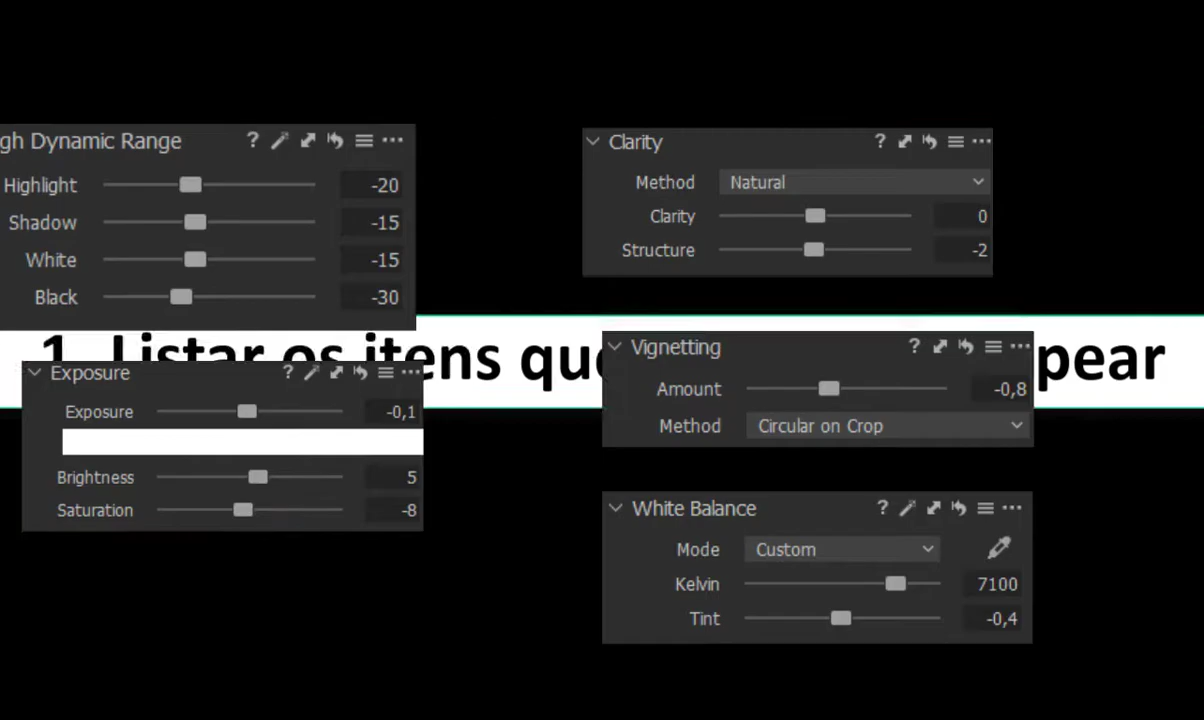 gh Dynamic Range ? ...
Highlight -20
Shadow -15
White -15
Black -30
Clarity ? ...
Method Natural
Clarity 0
Structure -2
1. Listar os itens que pear
Exposure ? ...
Exposure -0,1
Brightness 5
Saturation -8
Vignetting ? ...
Amount -0,8
Method Circular on Crop
White Balance ? ...
Mode Custom
Kelvin 7100
Tint -0,4